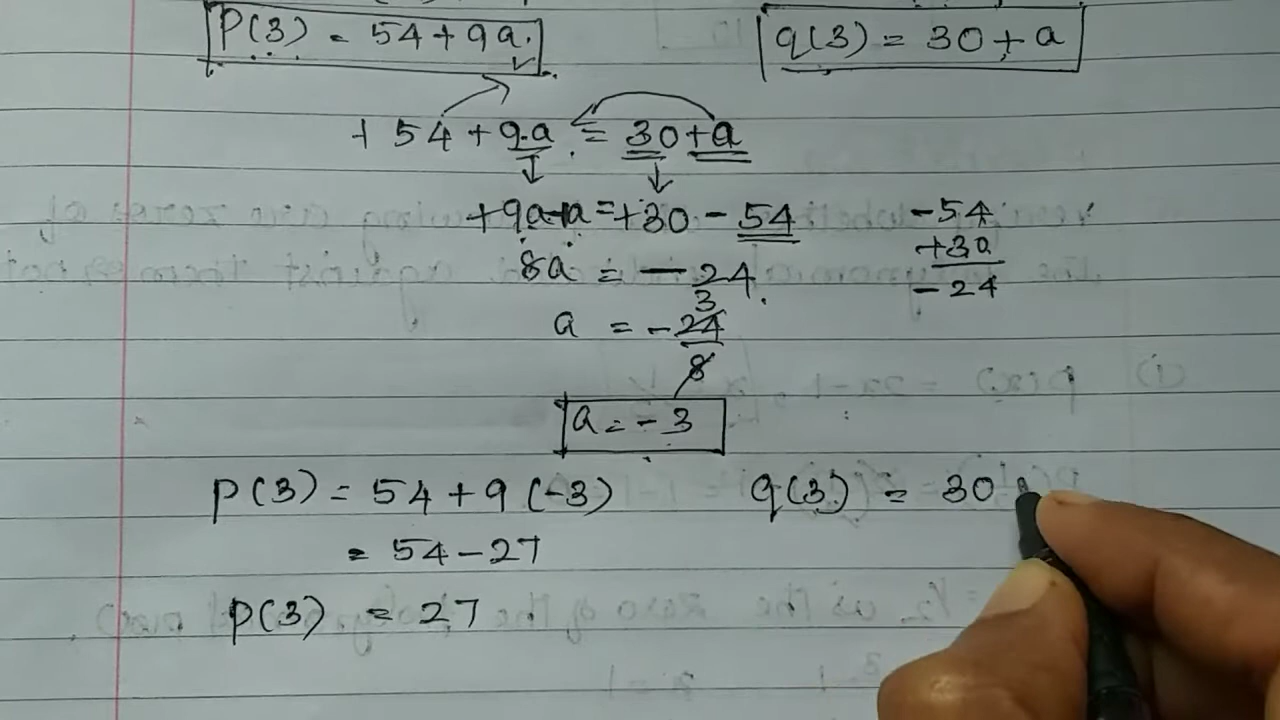 P(3) = 54 + 9a. q(3) = 30 + a
+ 54 + 9a = 30 + a
+9a - a = +30 - 54 -54
+30
8a = - 24. -24
3
a = -24
8
a = -3
P(3) = 54 + 9 (-3) q(3) = 30
= 54 - 27
P(3) = 27